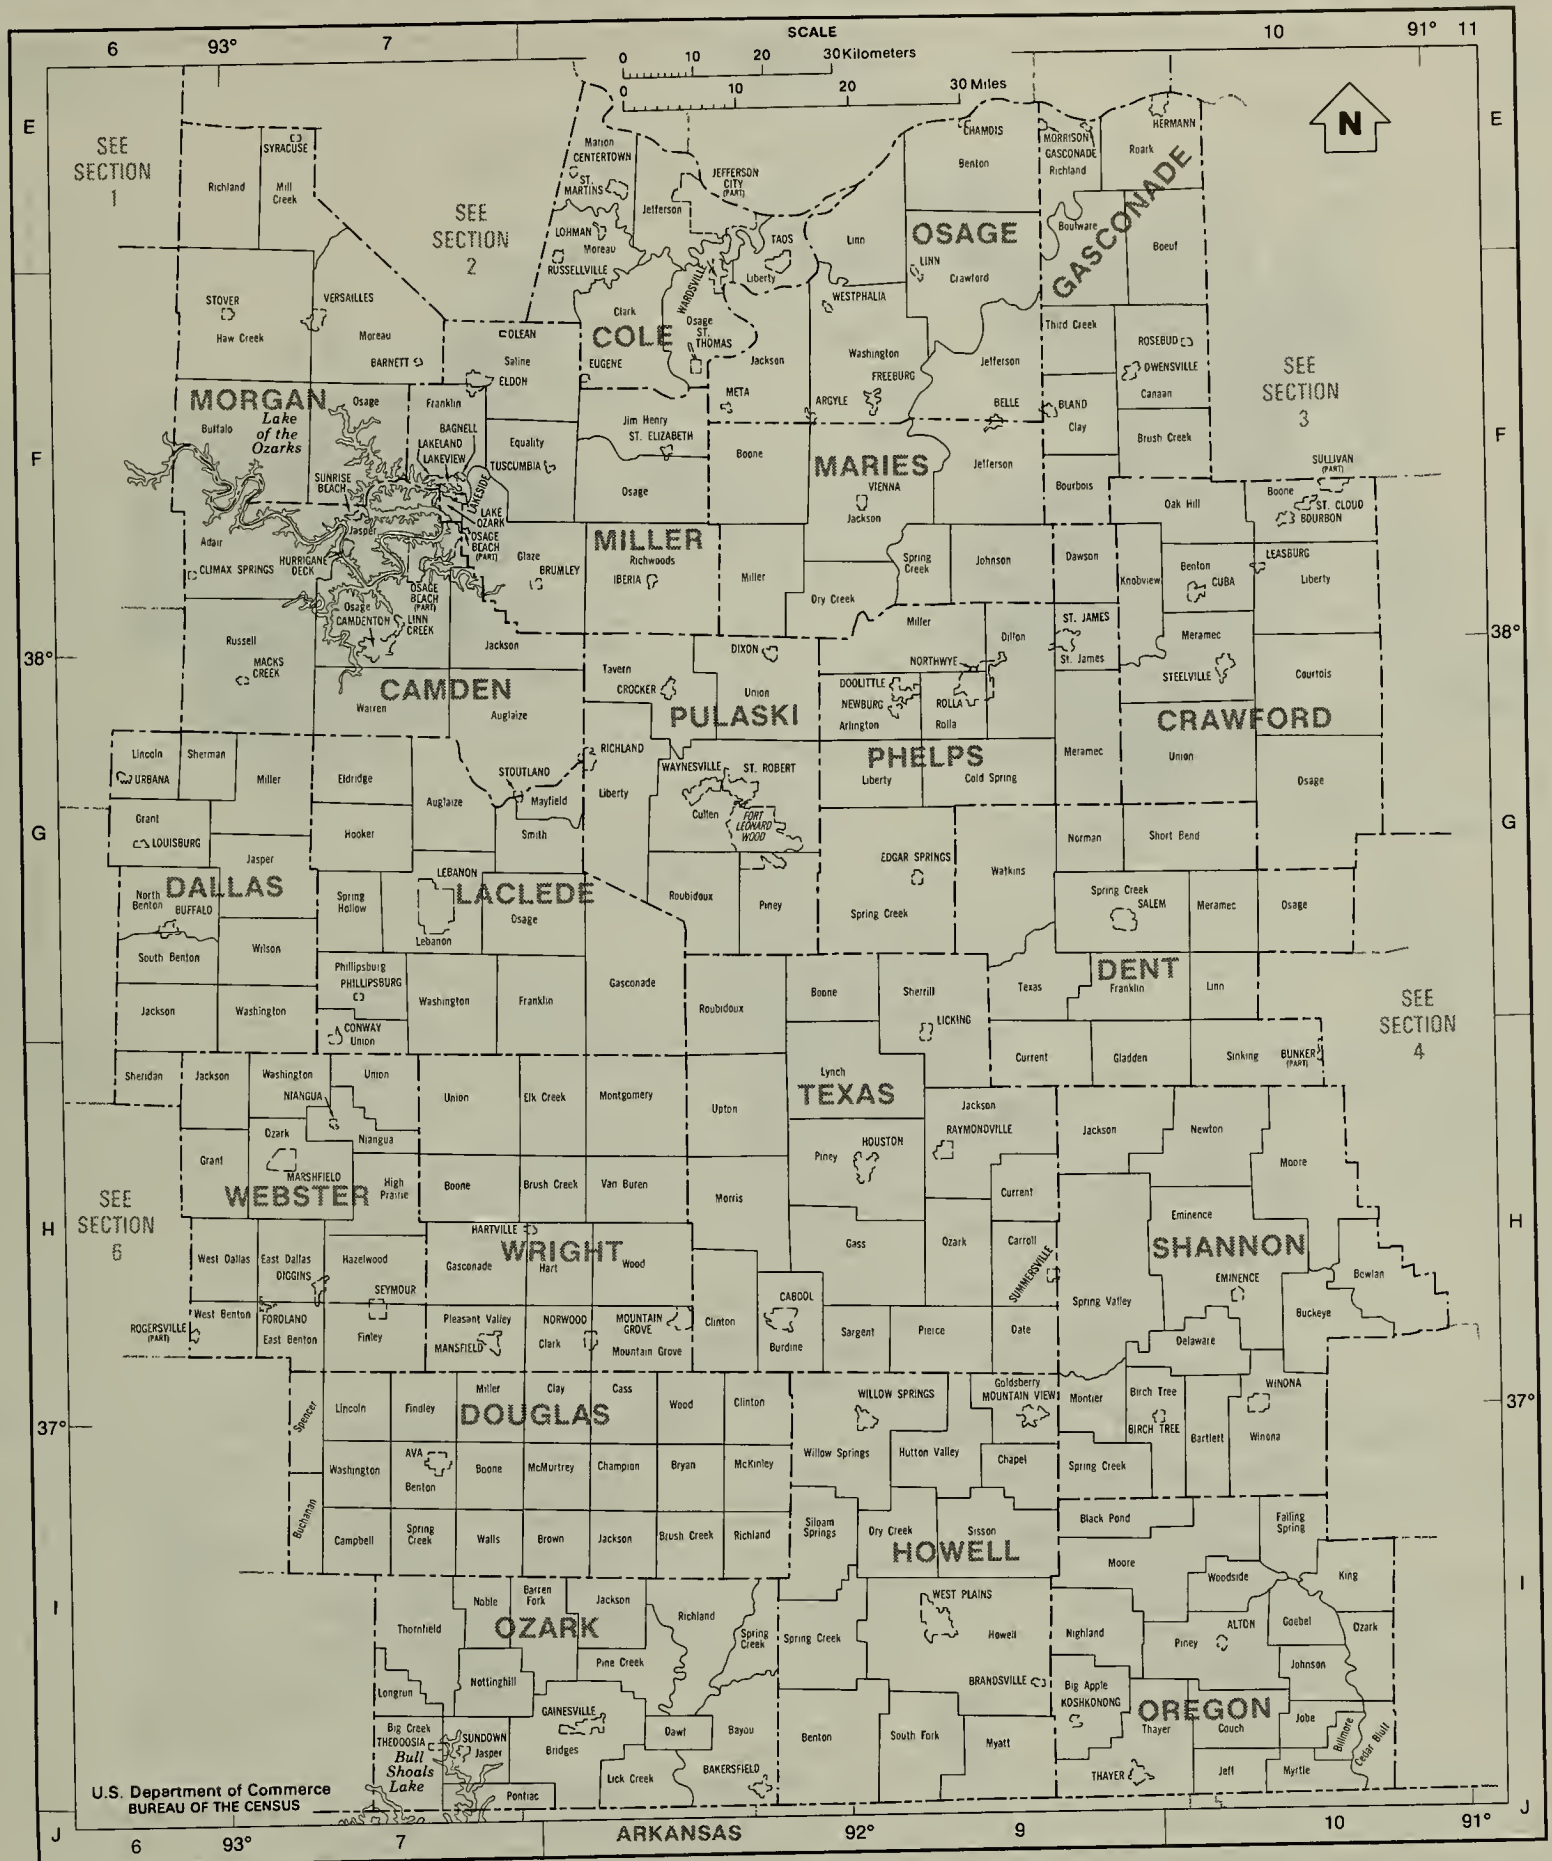 6
93°
7
SCALE
0 10 20 30 Kilometers
0 10 20 30 Miles
10
91°
11
E
E
SEE
SECTION
1
SEE
SECTION
2
N
SYRACUSE
Richland
Mill
Creek
Marion
CENTERTOWN
ST.
MARTINS
JEFFERSON
CITY
(PART)
Jefferson
LOHMAN
Moreau
RUSSELLVILLE
TAOS
WARDSVILLE
Liberty
CHAMOIS
Benton
MORRISON
GASCONADE
Richland
HERMANN
Roark
GASCONADE
Boulware
Boeuf
Linn
OSAGE
LINN
Crawford
WESTPHALIA
STOVER
VERSAILLES
Haw Creek
Moreau
BARNETT
OLEAN
Saline
ELDON
Clark
COLE
EUGENE
Osage
ST.
THOMAS
Jackson
META
Washington
FREEBURG
ARGYLE
Jefferson
BELLE
Third Creek
ROSEBUD
OWENSVILLE
Canaan
BLAND
Clay
Brush Creek
SEE
SECTION
3
MORGAN
Osage
Buffalo
Lake
of the
Ozarks
Franklin
BAGNELL
LAKELAND
LAKEVIEW
Equality
TUSCUMBIA
Jim Henry
ST. ELIZABETH
Osage
Boone
MARIES
VIENNA
Jackson
Jefferson
Bourbois
F
F
SUNRISE
BEACH
LAKESIDE
LAKE
OZARK
OSAGE
BEACH
(PART)
Jasper
Adair
CLIMAX SPRINGS
HURRICANE
DECK
Osage
CAMDENTON
OSAGE
BEACH
(PART)
LINN
CREEK
Glaze
BRUMLEY
MILLER
Richwoods
IBERIA
Miller
Spring
Creek
Dry Creek
Johnson
Dawson
Oak Hill
SULLIVAN
(PART)
Boone
ST. CLOUD
BOURBON
Knobview
Benton
CUBA
LEASBURG
Liberty
38°
38°
Russell
MACKS
CREEK
Jackson
CAMDEN
Warren
Auglaize
Tavern
CROCKER
DIXON
Union
PULASKI
Miller
Dillon
NORTHWYE
DOOLITTLE
NEWBURG
Arlington
ROLLA
Rolla
ST. JAMES
St. James
Meramec
STEELVILLE
Courtois
CRAWFORD
PHELPS
Liberty
Cold Spring
Meramec
Union
Osage
Lincoln
URBANA
Sherman
Miller
Eldridge
Auglaize
STOUTLAND
Mayfield
Smith
RICHLAND
Liberty
WAYNESVILLE
ST. ROBERT
Cullen
FORT
LEONARD
WOOD
G
G
Grant
LOUISBURG
Jasper
Hooker
DALLAS
North
Benton
BUFFALO
South Benton
Wilson
Spring
Hollow
LEBANON
Lebanon
LACLEDE
Osage
Roubidoux
Piney
EDGAR SPRINGS
Spring Creek
Watkins
Norman
Short Bend
Spring Creek
SALEM
Meramec
Osage
Jackson
Washington
Phillipsburg
PHILLIPSBURG
CONWAY
Union
Washington
Franklin
Gasconade
Roubidoux
Boone
Sherrill
LICKING
Texas
DENT
Franklin
Linn
SEE
SECTION
4
Sheridan
Jackson
Washington
NIANGUA
Union
Union
Elk Creek
Montgomery
Upton
Lynch
TEXAS
Current
Gladden
Sinking
BUNKER
(PART)
Ozark
Niangua
Grant
MARSHFIELD
WEBSTER
High
Prairie
Boone
Brush Creek
Van Buren
Morris
Piney
HOUSTON
Jackson
RAYMONDVILLE
Current
Jackson
Newton
Moore
SEE
SECTION
6
H
H
West Dallas
East Dallas
DIGGINS
Hazelwood
SEYMOUR
HARTVILLE
WRIGHT
Gasconade
Hart
Wood
Cass
Ozark
Carroll
SUMMERSVILLE
Eminence
SHANNON
EMINENCE
Spring Valley
Bowlan
Buckeye
Delaware
ROGERSVILLE
(PART)
West Benton
FORDLAND
East Benton
Finley
Pleasant Valley
MANSFIELD
NORWOOD
Clark
MOUNTAIN
GROVE
Mountain Grove
Clinton
CABOOL
Burdine
Sargent
Pierce
Date
37°
37°
Spencer
Lincoln
Findley
Miller
Clay
Cass
DOUGLAS
Wood
Clinton
WILLOW SPRINGS
Willow Springs
Goldsberry
MOUNTAIN VIEW
Hutton Valley
Chapel
Montier
Birch Tree
BIRCH TREE
Bartlett
WINONA
Winona
Spring Creek
Buchanan
Washington
AVA
Benton
Boone
McMurtrey
Champion
Bryan
McKinley
Campbell
Spring
Creek
Walls
Brown
Jackson
Brush Creek
Richland
Siloam
Springs
Dry Creek
Sisson
HOWELL
Black Pond
Falling
Spring
Moore
Woodside
King
I
I
Thornfield
Noble
Barren
Fork
Jackson
OZARK
Richland
Spring
Creek
Pine Creek
Nottinghill
Longrun
Spring Creek
WEST PLAINS
Howell
BRANDSVILLE
Highland
Piney
ALTON
Goebel
Ozark
Johnson
Big Apple
KOSHKONONG
OREGON
Thayer
Couch
Jobe
Billmore
Cedar Bluff
Big Creek
THEODOSIA
Bull
Shoals
Lake
SUNDOWN
Jasper
GAINESVILLE
Bridges
Dawt
Bayou
Lick Creek
BAKERSFIELD
Pontiac
Benton
South Fork
Myatt
THAYER
Jeff
Myrtle
U.S. Department of Commerce
BUREAU OF THE CENSUS
J
J
6
93°
7
ARKANSAS
92°
9
10
91°